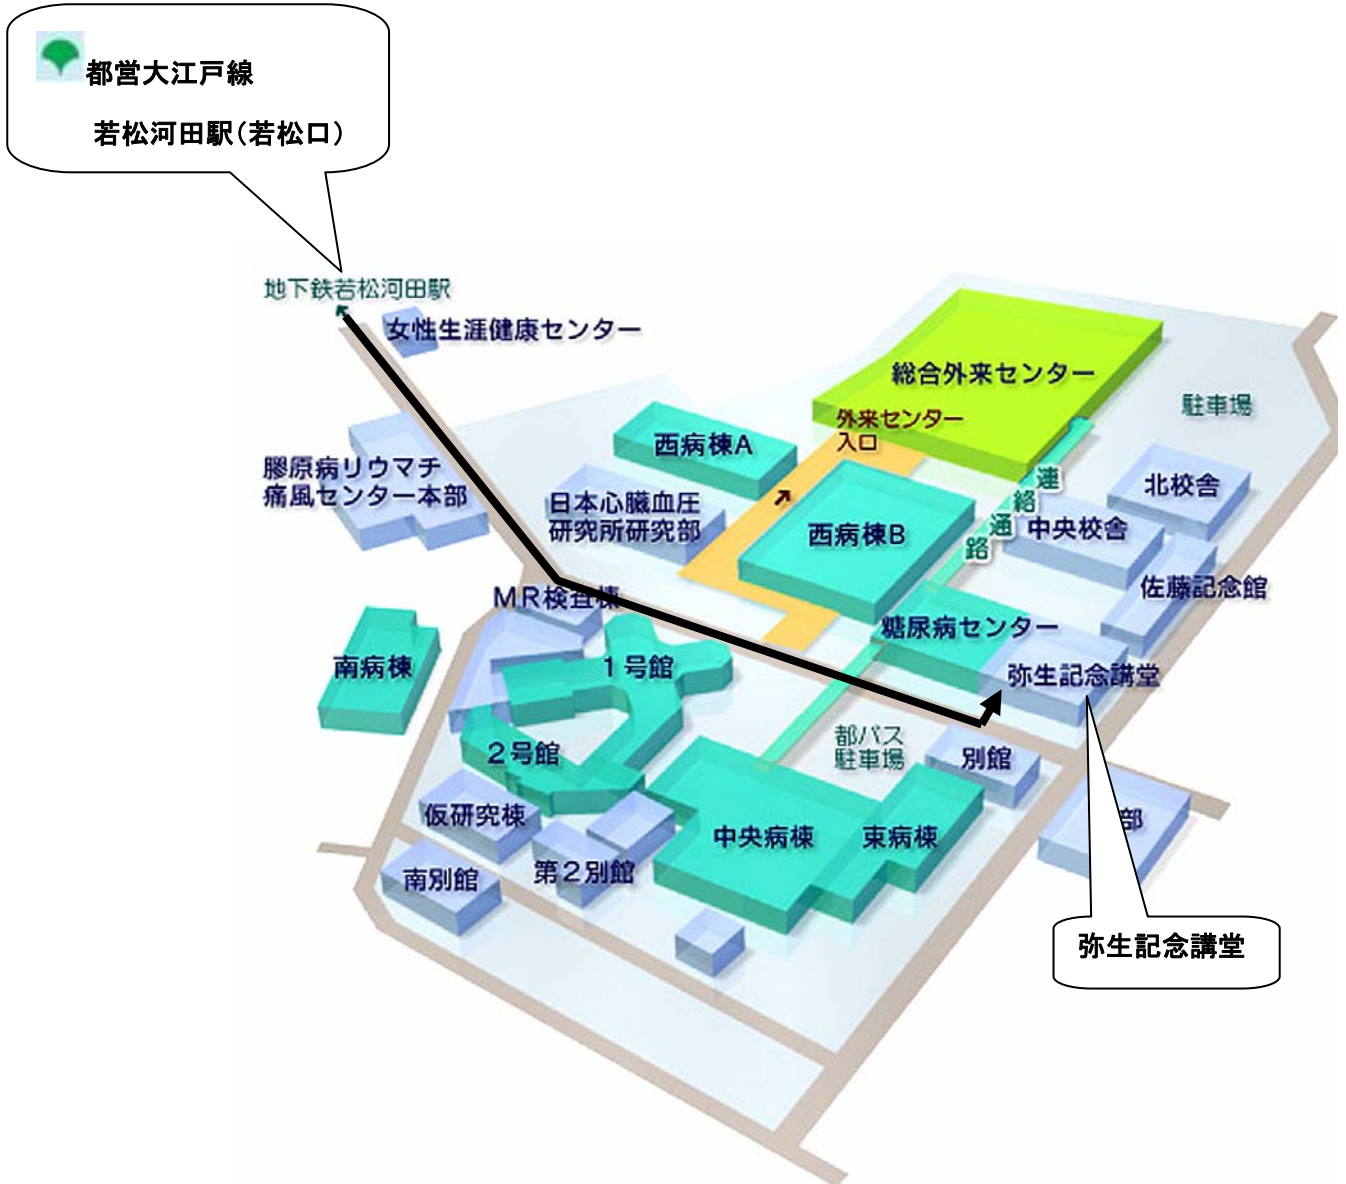 都営大江戸線
若松河田駅（若松口）
地下鉄若松河田駅
女性生涯健康センター
総合外来センター
駐車場
外来センター
入口
西病棟A
膠原病リウマチ
痛風センター本部
日本心臓血圧
研究所研究部
西病棟B
連絡通路
北校舎
中央校舎
佐藤記念館
MR検査棟
糖尿病センター
南病棟
1号館
弥生記念講堂
2号館
都バス
駐車場
別館
仮研究棟
中央病棟
東病棟
部
南別館
第2別館
弥生記念講堂